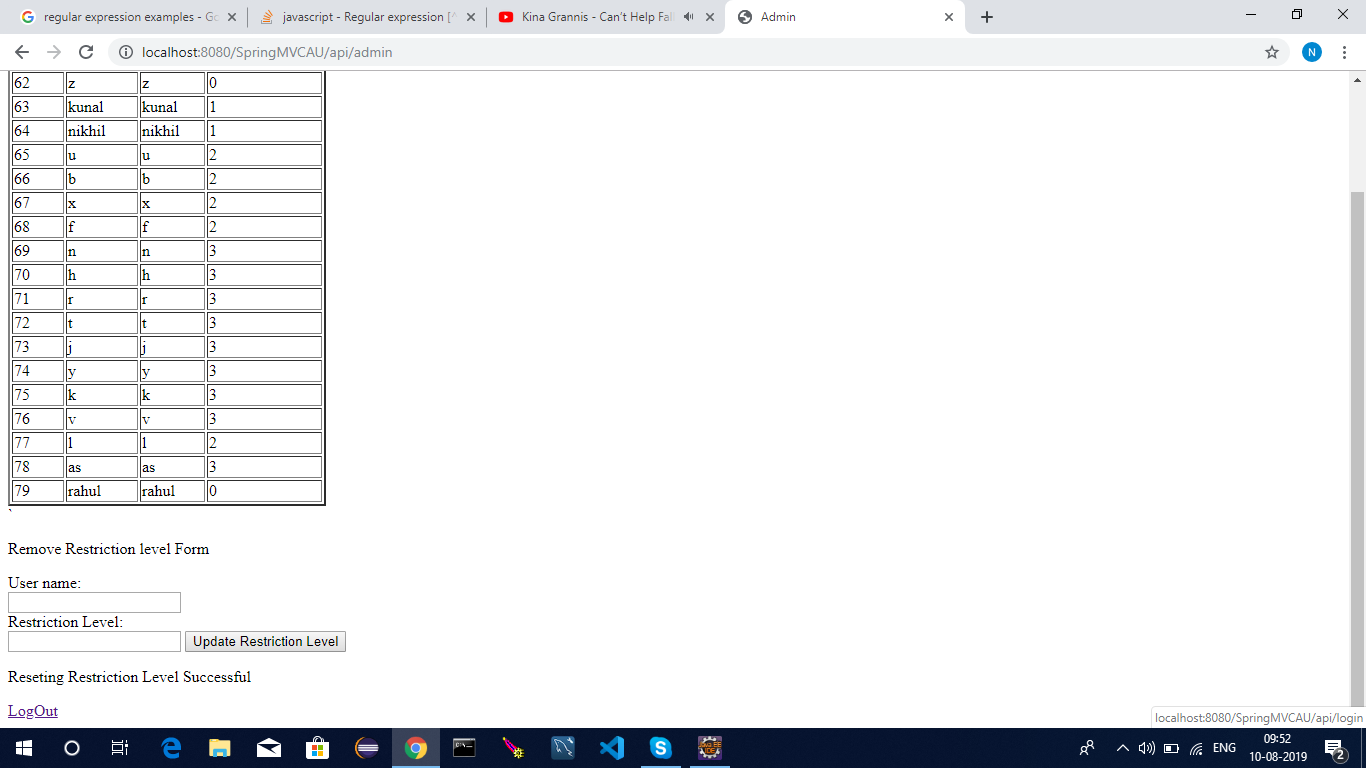 regular expression examples - Go
javascript - Regular expression [^
Kina Grannis - Can't Help Fal
Admin
localhost:8080/SpringMVCAU/api/admin
N
62 z z 0
63 kunal kunal 1
64 nikhil nikhil 1
65 u u 2
66 b b 2
67 x x 2
68 f f 2
69 n n 3
70 h h 3
71 r r 3
72 t t 3
73 j j 3
74 y y 3
75 k k 3
76 v v 3
77 l l 2
78 as as 3
79 rahul rahul 0
`
Remove Restriction level Form
User name:
Restriction Level:
Update Restriction Level
Reseting Restriction Level Successful
LogOut
localhost:8080/SpringMVCAU/api/login
ENG
09:52
10-08-2019
2